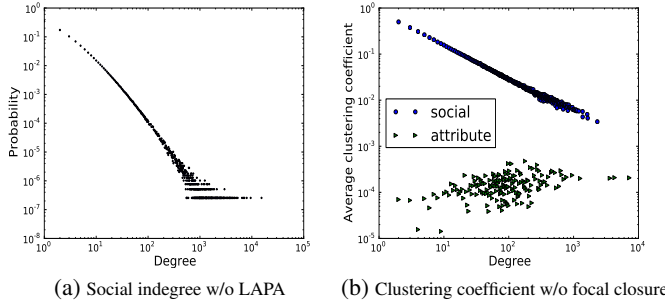 10^0
10^-1
10^-2
10^-3
10^-4
10^-5
10^-6
10^-7
10^-8
Probability
10^0 10^1 10^2 10^3 10^4 10^5
Degree
(a) Social indegree w/o LAPA
10^0
10^-1
10^-2
10^-3
10^-4
10^-5
Average clustering coefficient
social
attribute
10^0 10^1 10^2 10^3 10^4
Degree
(b) Clustering coefficient w/o focal closure